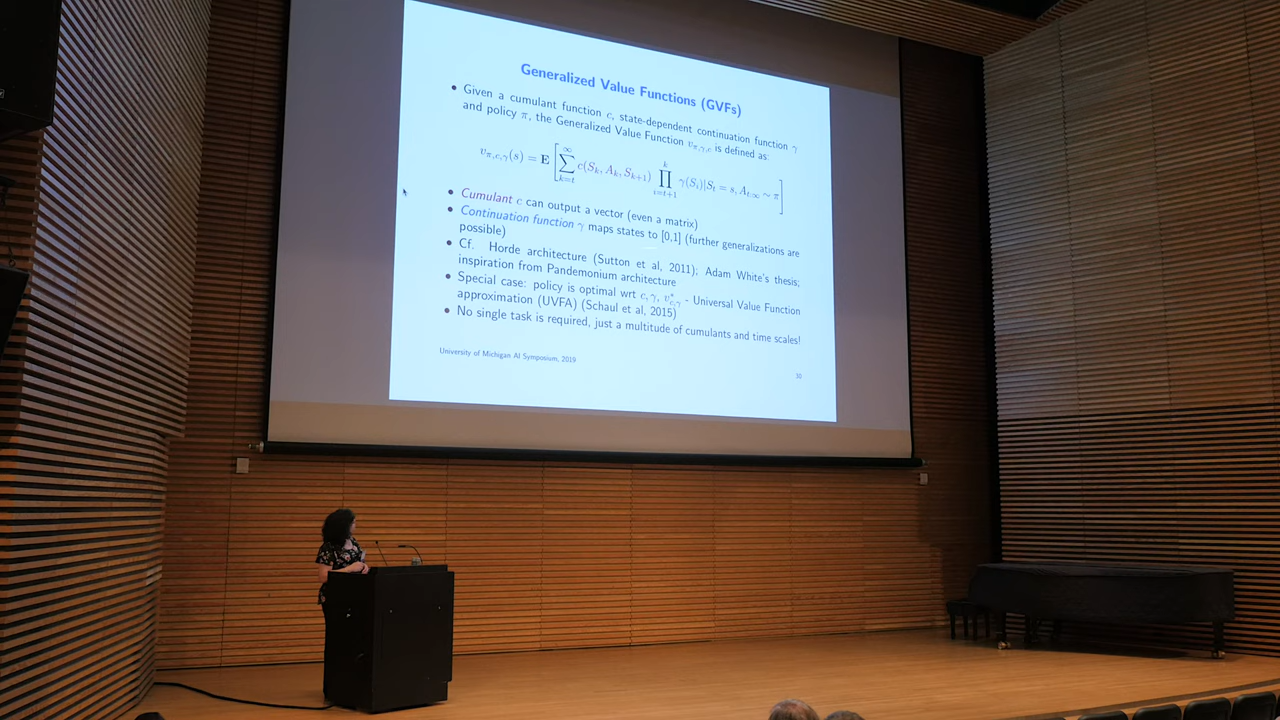 Generalized Value Functions (GVFs)
• Given a cumulant function c, state-dependent continuation function γ
and policy π, the Generalized Value Function v_{π,γ,c} is defined as:
v_{π,c,γ}(s) = E [ ∑_{k=t}^{∞} c(S_k, A_k, S_{k+1}) ∏_{i=t+1}^{k} γ(S_i)|S_t = s, A_{t:∞} ∼ π ]
• Cumulant c can output a vector (even a matrix)
• Continuation function γ maps states to [0,1] (further generalizations are
possible)
• Cf. Horde architecture (Sutton et al, 2011); Adam White's thesis;
inspiration from Pandemonium architecture
• Special case: policy is optimal wrt c, γ, v*_{c,γ} - Universal Value Function
approximation (UVFA) (Schaul et al, 2015)
• No single task is required, just a multitude of cumulants and time scales!
University of Michigan AI Symposium, 2019